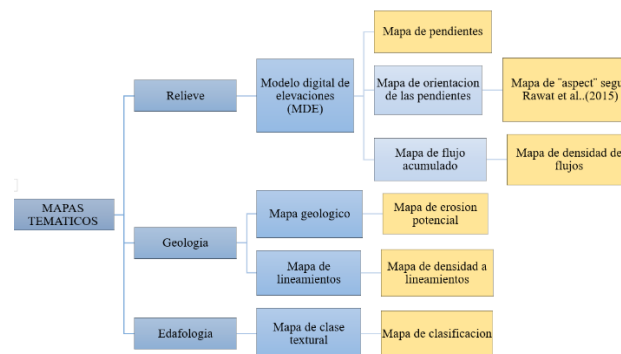 MAPAS
TEMATICOS
Relieve
Modelo digital de
elevaciones
(MDE)
Mapa de pendientes
Mapa de orientacion
de las pendientes
Mapa de "aspect" segu
Rawat et al..(2015)
Mapa de flujo
acumulado
Mapa de densidad de
flujos
Geologia
Mapa geologico
Mapa de erosion
potencial
Mapa de
lineamientos
Mapa de densidad a
lineamientos
Edafologia
Mapa de clase
textural
Mapa de clasificacion